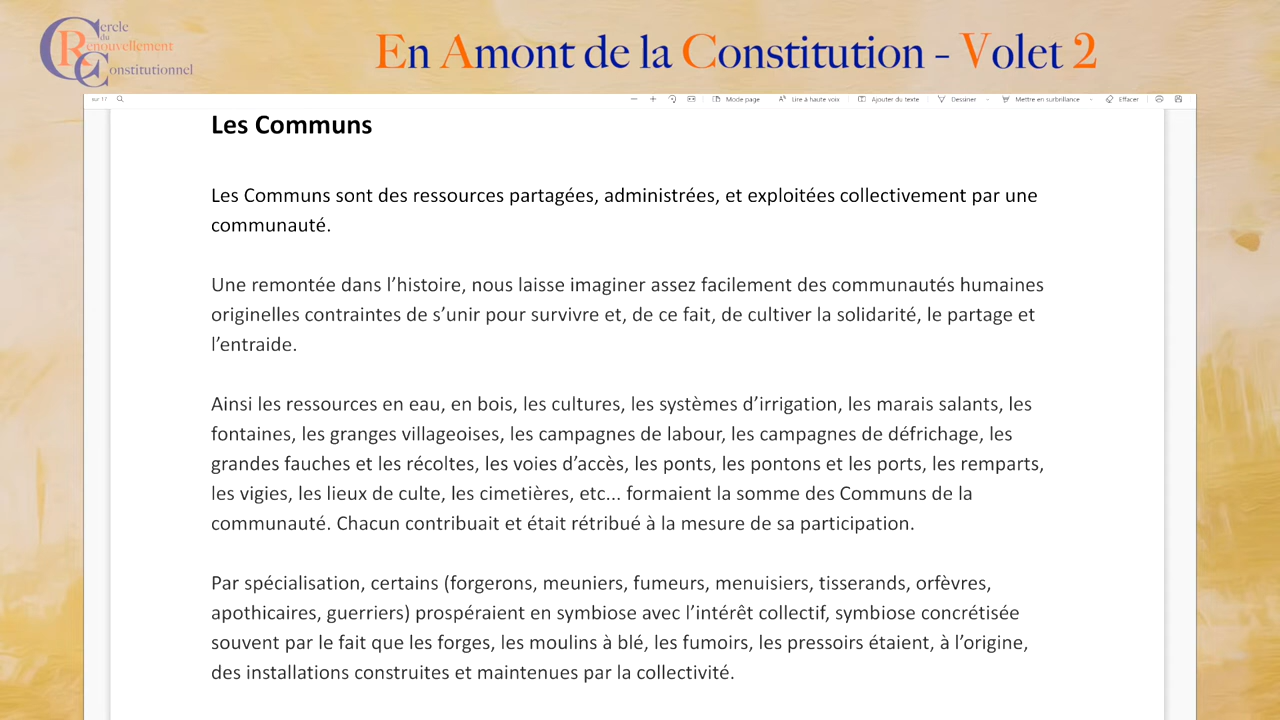 Cercle
du
Renouvellement
Constitutionnel
En Amont de la Constitution - Volet 2
sur 17
Mode page
Lire à haute voix
Ajouter du texte
Dessiner
Mettre en surbrillance
Effacer
Les Communs
Les Communs sont des ressources partagées, administrées, et exploitées collectivement par une
communauté.
Une remontée dans l’histoire, nous laisse imaginer assez facilement des communautés humaines
originelles contraintes de s’unir pour survivre et, de ce fait, de cultiver la solidarité, le partage et
l’entraide.
Ainsi les ressources en eau, en bois, les cultures, les systèmes d’irrigation, les marais salants, les
fontaines, les granges villageoises, les campagnes de labour, les campagnes de défrichage, les
grandes fauches et les récoltes, les voies d’accès, les ponts, les pontons et les ports, les remparts,
les vigies, les lieux de culte, les cimetières, etc... formaient la somme des Communs de la
communauté. Chacun contribuait et était rétribué à la mesure de sa participation.
Par spécialisation, certains (forgerons, meuniers, fumeurs, menuisiers, tisserands, orfèvres,
apothicaires, guerriers) prospéraient en symbiose avec l’intérêt collectif, symbiose concrétisée
souvent par le fait que les forges, les moulins à blé, les fumoirs, les pressoirs étaient, à l’origine,
des installations construites et maintenues par la collectivité.